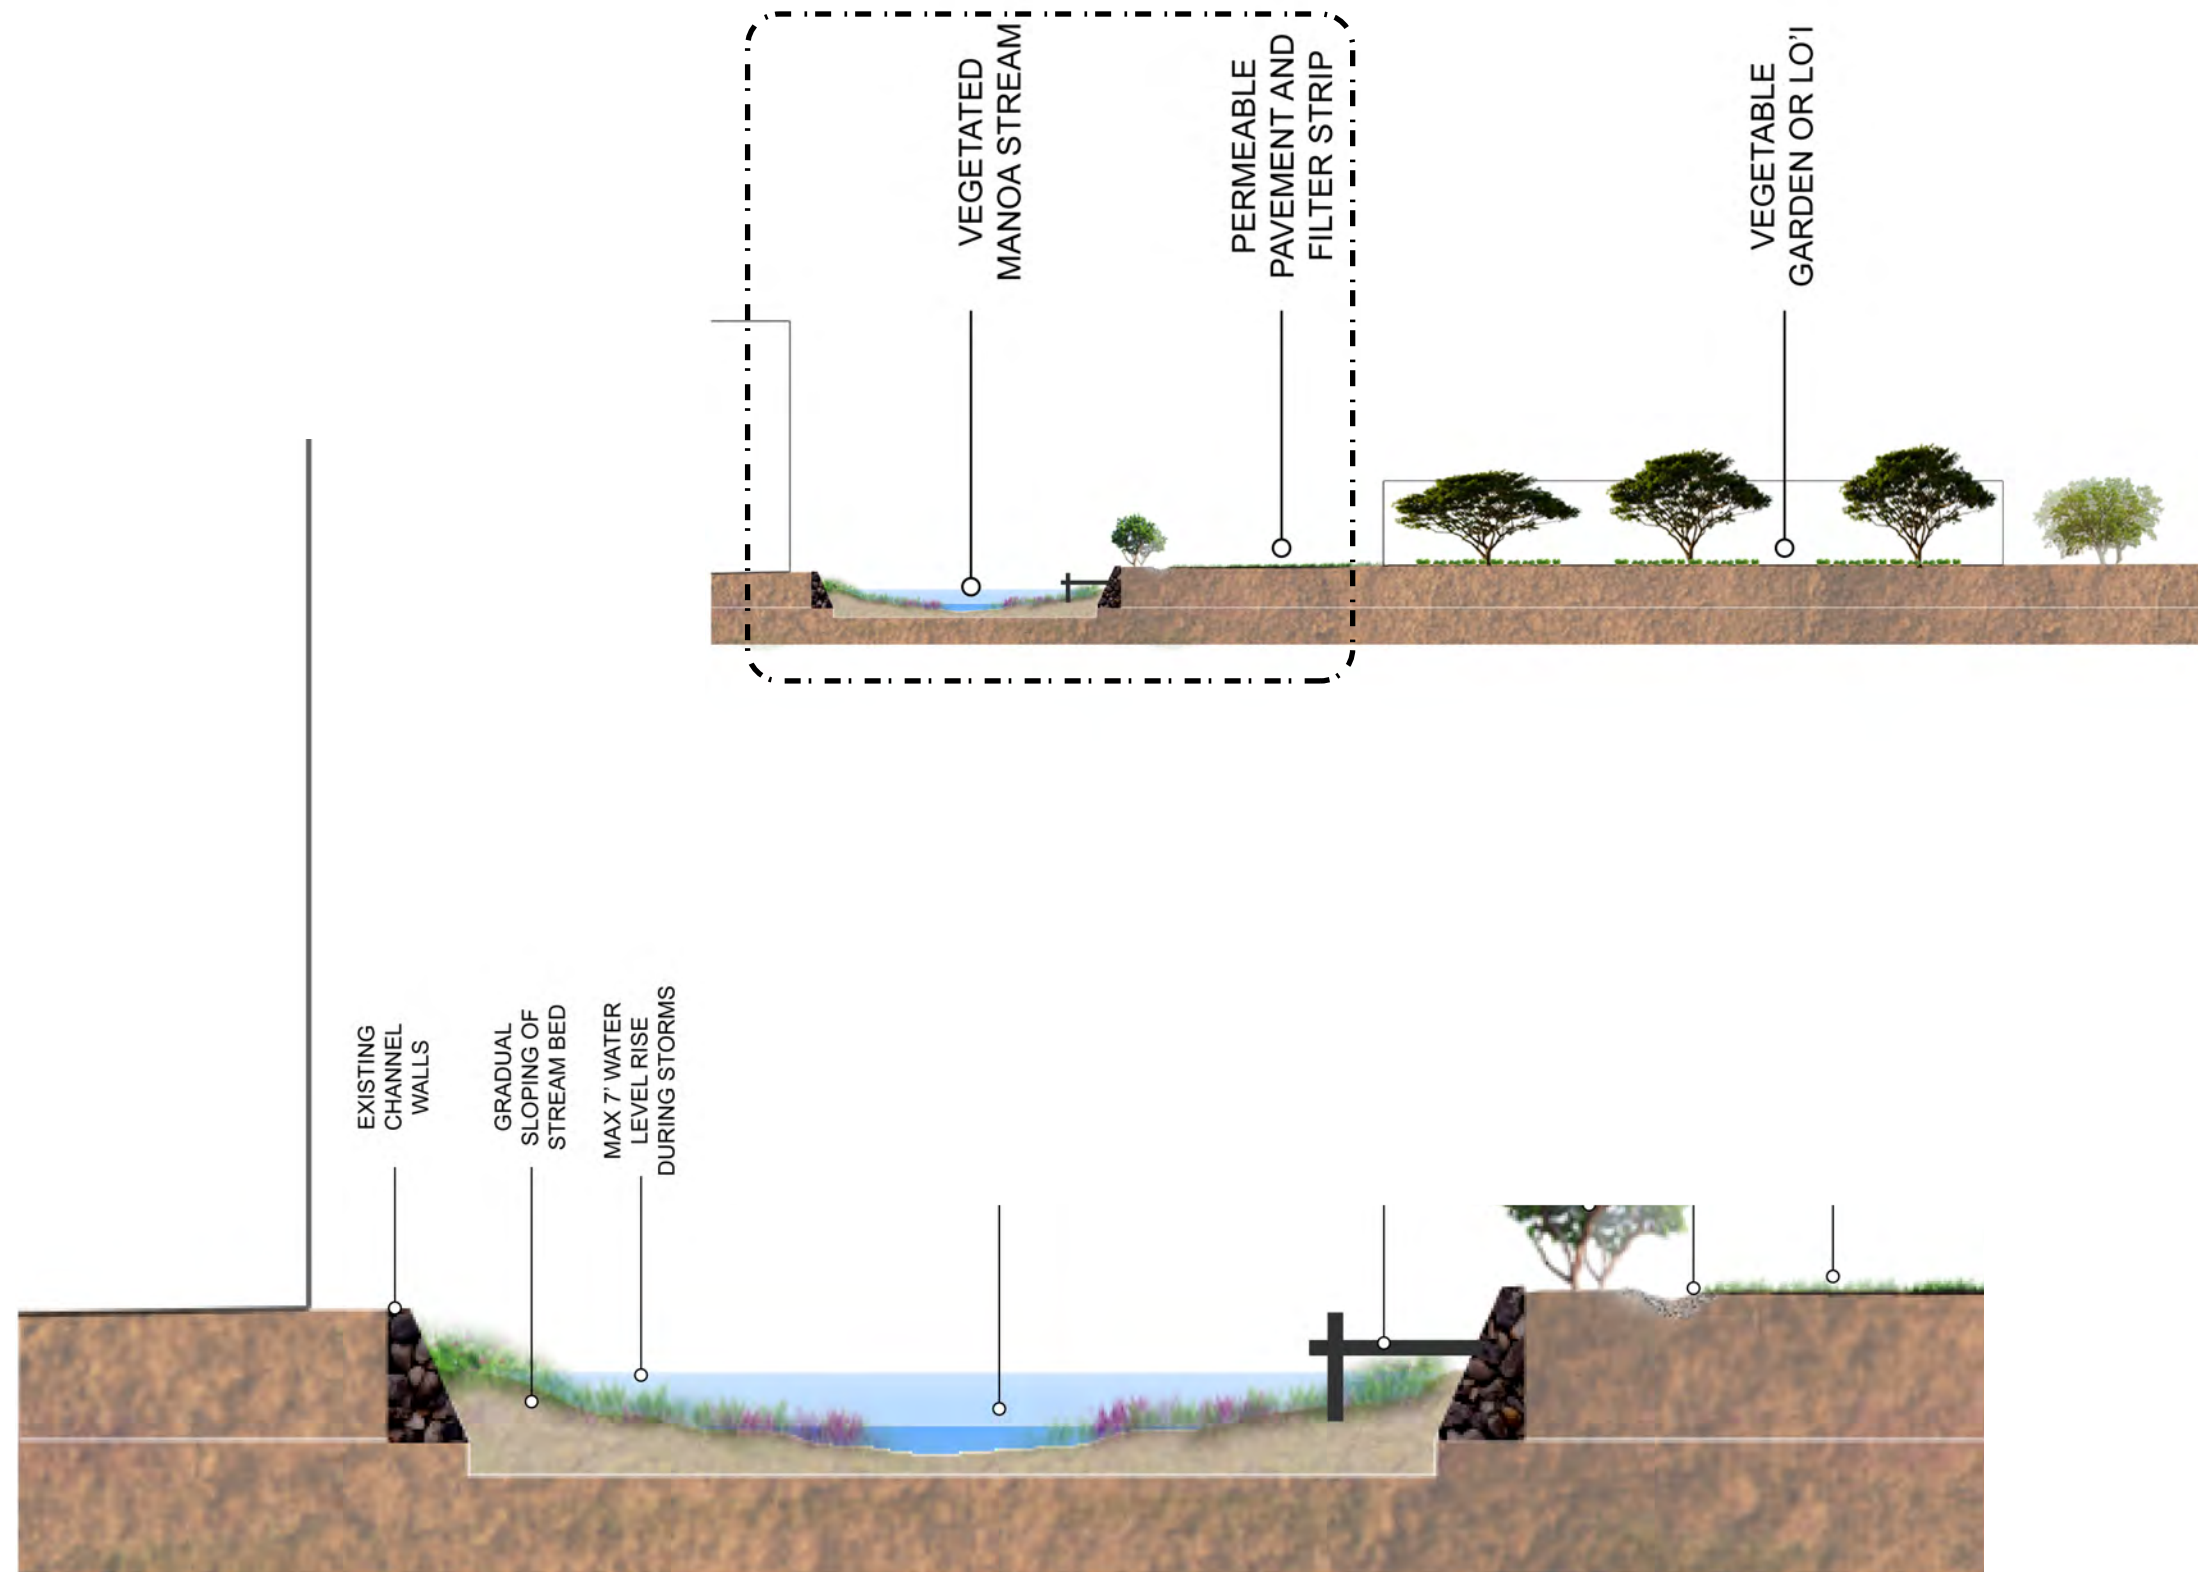 VEGETATED
MANOA STREAM
PERMEABLE
PAVEMENT AND
FILTER STRIP
VEGETABLE
GARDEN OR LO'I
EXISTING
CHANNEL
WALLS
GRADUAL
SLOPING OF
STREAM BED
MAX 7' WATER
LEVEL RISE
DURING STORMS